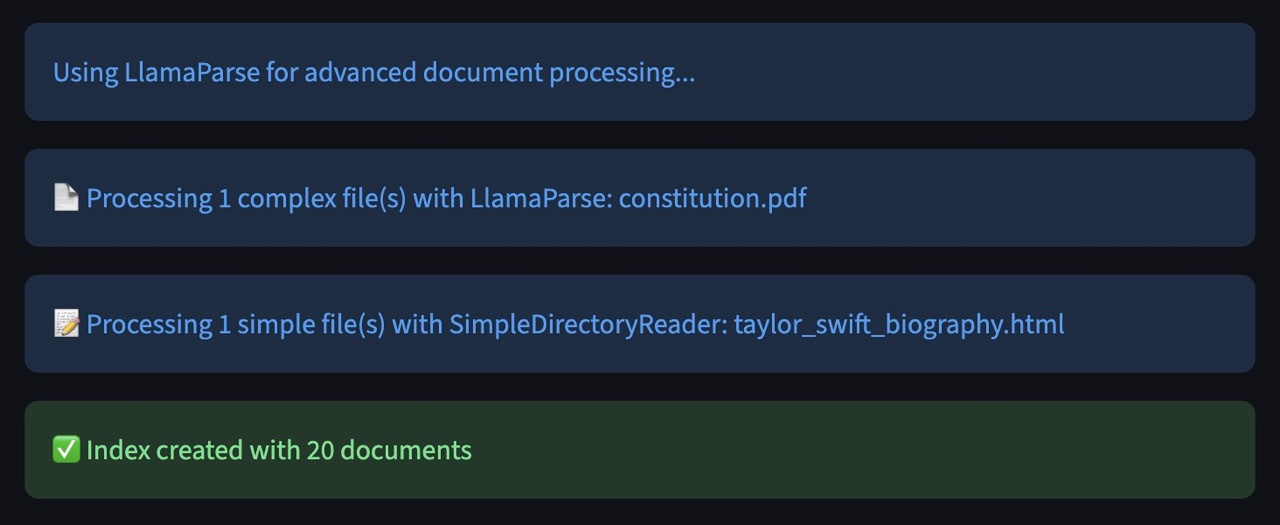 Using LlamaParse for advanced document processing...
📄 Processing 1 complex file(s) with LlamaParse: constitution.pdf
📝 Processing 1 simple file(s) with SimpleDirectoryReader: taylor_swift_biography.html
✅ Index created with 20 documents